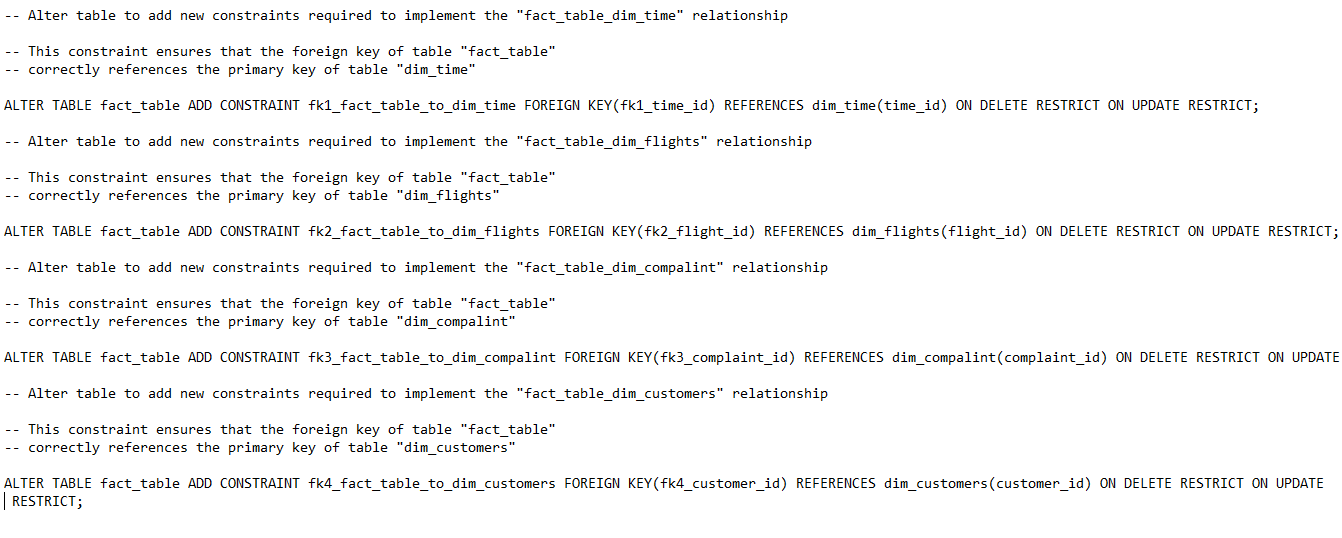 -- Alter table to add new constraints required to implement the "fact_table_dim_time" relationship
-- This constraint ensures that the foreign key of table "fact_table"
-- correctly references the primary key of table "dim_time"
ALTER TABLE fact_table ADD CONSTRAINT fk1_fact_table_to_dim_time FOREIGN KEY(fk1_time_id) REFERENCES dim_time(time_id) ON DELETE RESTRICT ON UPDATE RESTRICT;
-- Alter table to add new constraints required to implement the "fact_table_dim_flights" relationship
-- This constraint ensures that the foreign key of table "fact_table"
-- correctly references the primary key of table "dim_flights"
ALTER TABLE fact_table ADD CONSTRAINT fk2_fact_table_to_dim_flights FOREIGN KEY(fk2_flight_id) REFERENCES dim_flights(flight_id) ON DELETE RESTRICT ON UPDATE RESTRICT;
-- Alter table to add new constraints required to implement the "fact_table_dim_compalint" relationship
-- This constraint ensures that the foreign key of table "fact_table"
-- correctly references the primary key of table "dim_compalint"
ALTER TABLE fact_table ADD CONSTRAINT fk3_fact_table_to_dim_compalint FOREIGN KEY(fk3_complaint_id) REFERENCES dim_compalint(complaint_id) ON DELETE RESTRICT ON UPDATE
-- Alter table to add new constraints required to implement the "fact_table_dim_customers" relationship
-- This constraint ensures that the foreign key of table "fact_table"
-- correctly references the primary key of table "dim_customers"
ALTER TABLE fact_table ADD CONSTRAINT fk4_fact_table_to_dim_customers FOREIGN KEY(fk4_customer_id) REFERENCES dim_customers(customer_id) ON DELETE RESTRICT ON UPDATE
RESTRICT;